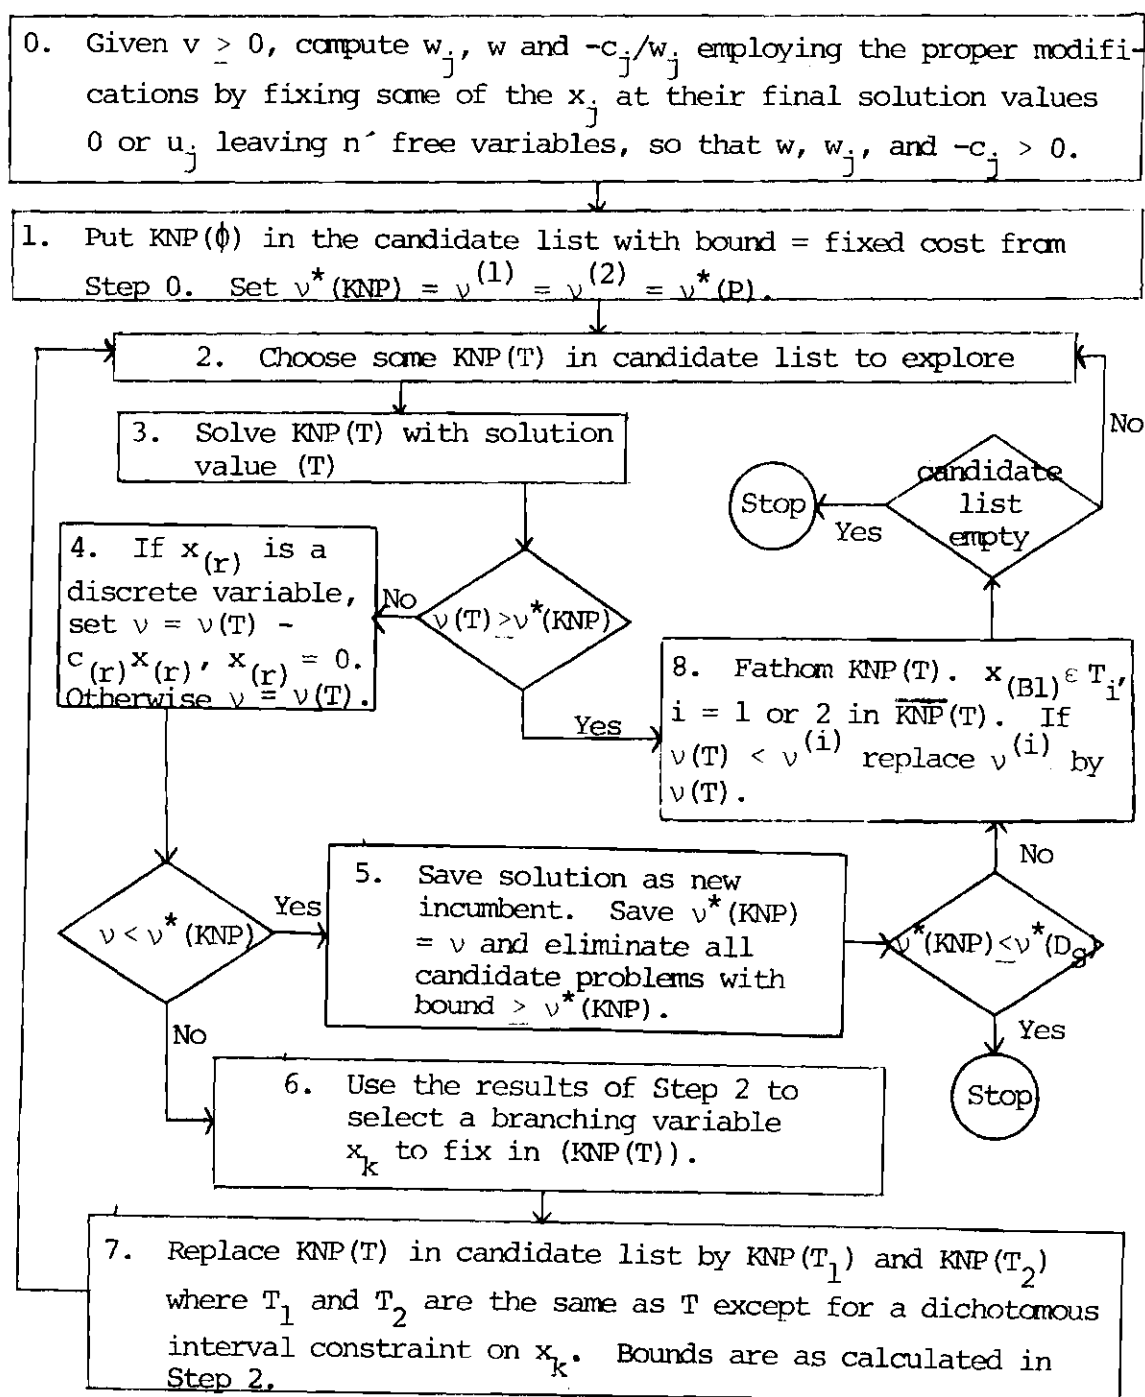 0. Given v ≥ 0, compute w_j, w and -c_j/w_j employing the proper modifi-
cations by fixing some of the x_j at their final solution values
0 or u_j leaving n´ free variables, so that w, w_j, and -c_j > 0.
1. Put KNP(ϕ) in the candidate list with bound = fixed cost from
Step 0. Set ν*(KNP) = ν^(1) = ν^(2) = ν*(P).
2. Choose some KNP(T) in candidate list to explore
3. Solve KNP(T) with solution
value (T)
No
candidate
list
empty
Stop
Yes
4. If x_(r) is a
discrete variable,
set ν = ν(T) -
c_(r)x_(r), x_(r) = 0.
Otherwise ν = ν(T).
No
ν(T) ≥ ν*(KNP)
Yes
8. Fathom KNP(T). x_(B1) ε T_i,
i = 1 or 2 in K̅N̅P̅(T). If
ν(T) < ν^(i) replace ν^(i) by
ν(T).
No
ν < ν*(KNP)
Yes
5. Save solution as new
incumbent. Save ν*(KNP)
= ν and eliminate all
candidate problems with
bound ≥ ν*(KNP).
ν*(KNP) ≤ ν*(D_S)
Yes
Stop
No
6. Use the results of Step 2 to
select a branching variable
x_k to fix in (KNP(T)).
7. Replace KNP(T) in candidate list by KNP(T_1) and KNP(T_2)
where T_1 and T_2 are the same as T except for a dichotomous
interval constraint on x_k. Bounds are as calculated in
Step 2.